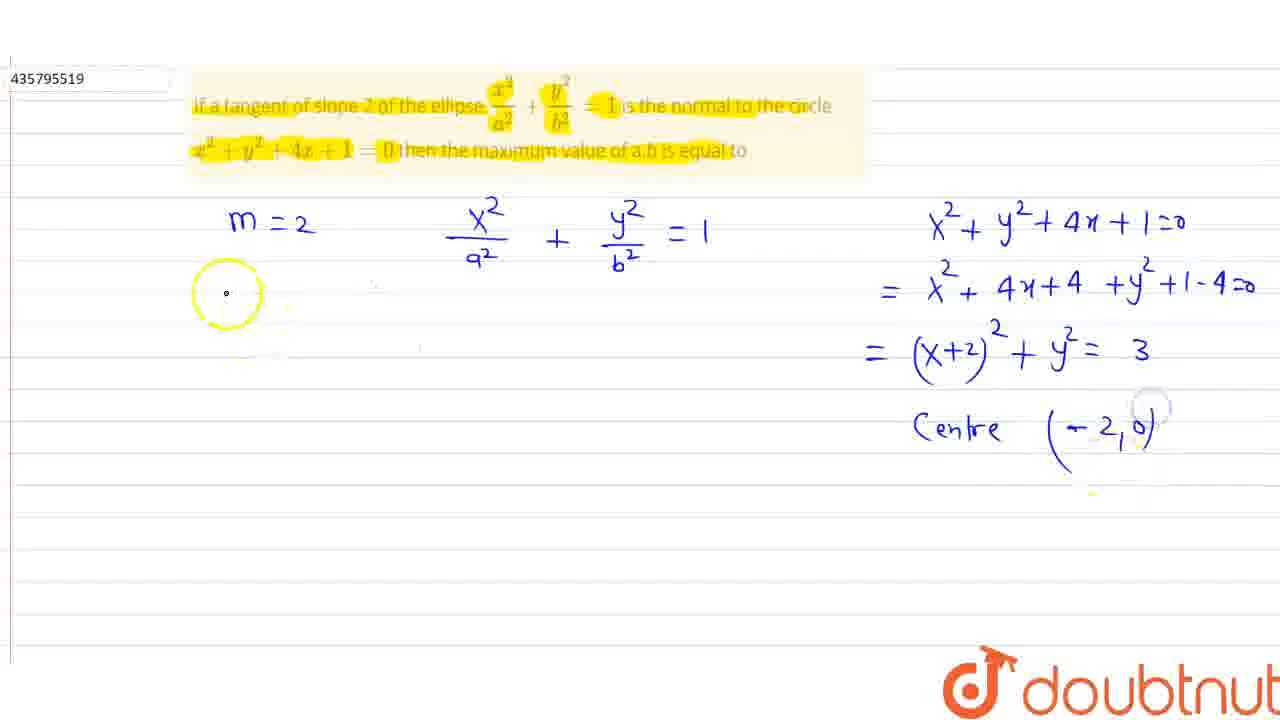 435795519
If a tangent of slope 2 of the ellipse x²/a² + y²/b² = 1 is the normal to the circle
x² + y² + 4x + 1 = 0 then the maximum value of a.b is equal to
m = 2 x²/a² + y²/b² = 1
x² + y² + 4x + 1 = 0
= x² + 4x + 4 + y² + 1 - 4 = 0
= (x+2)² + y² = 3
Centre (-2, 0)
doubtnut